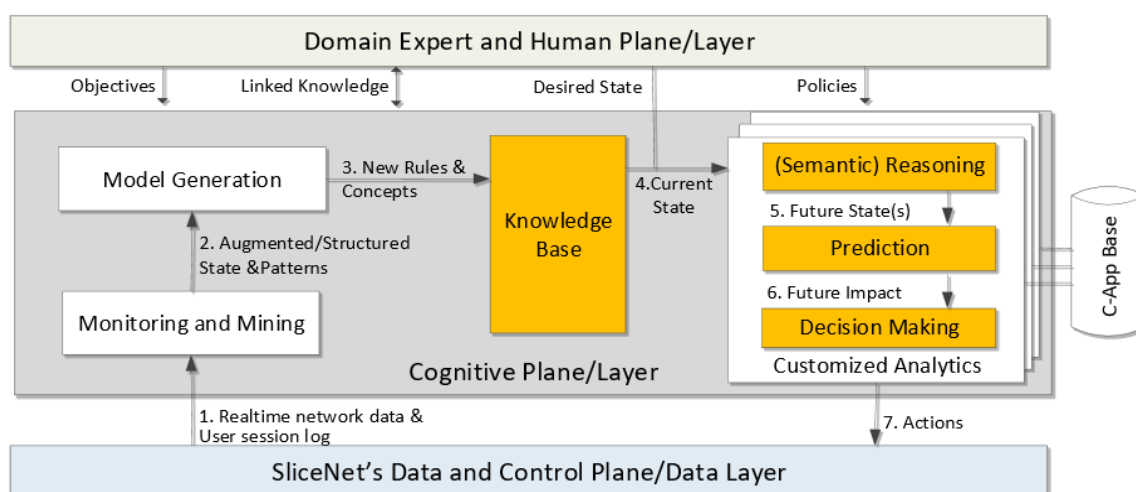 Domain Expert and Human Plane/Layer
Objectives
Linked Knowledge
Desired State
Policies
Model Generation
3. New Rules &
Concepts
Knowledge
Base
4.Current
State
(Semantic) Reasoning
5. Future State(s)
Prediction
6. Future Impact
Decision Making
Customized Analytics
C-App Base
2. Augmented/Structured
State &Patterns
Monitoring and Mining
Cognitive Plane/Layer
1. Realtime network data &
User session log
7. Actions
SliceNet's Data and Control Plane/Data Layer